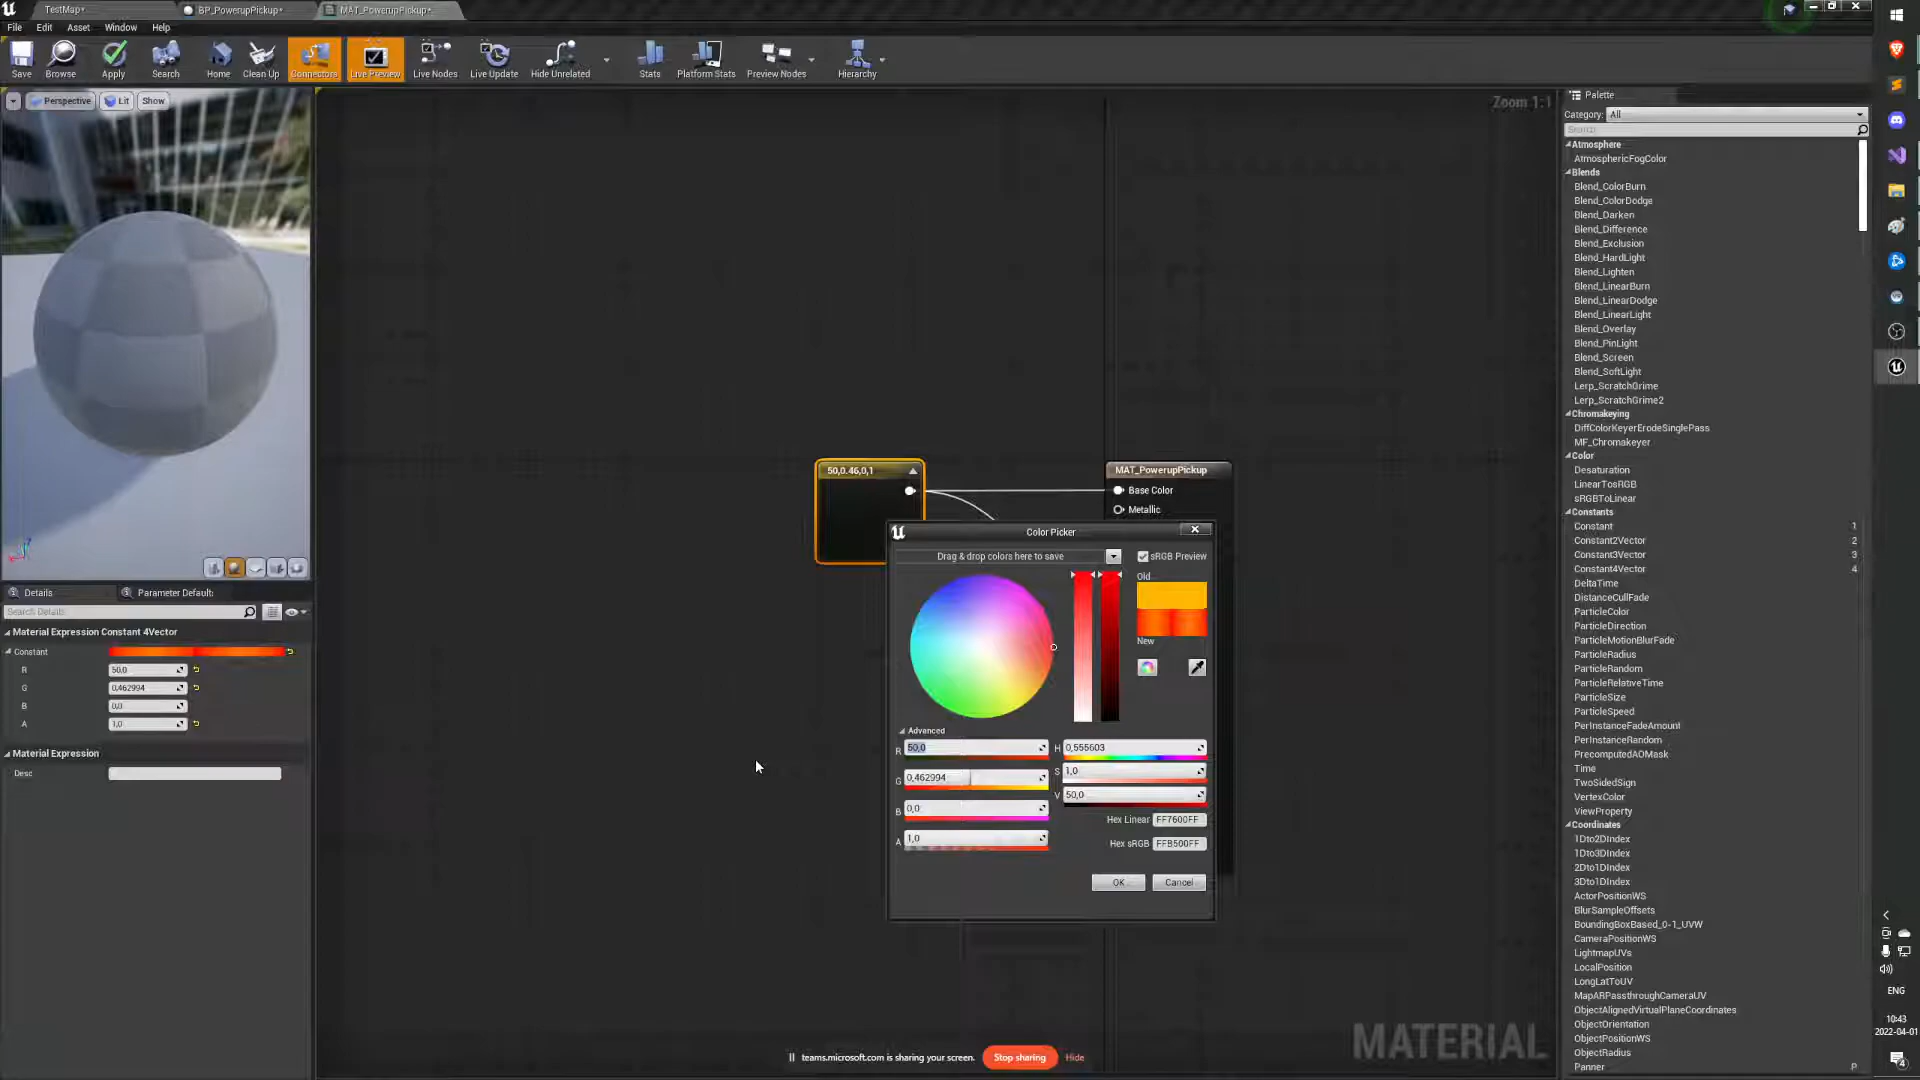 TestMap*
BP_PowerupPickup*
MAT_PowerupPickup*
File Edit Asset Window Help
Save Browse Apply Search Home Clean Up Connectors Live Preview Live Nodes Live Update Hide Unrelated Stats Platform Stats Preview Nodes Hierarchy
Perspective Lit Show
Zoom 1:1
Details Parameter Defaults
Search Details
Material Expression Constant 4Vector
Constant
R 50,0
G 0,462994
B 0,0
A 1,0
Material Expression
Desc
50,0.46,0,1
MAT_PowerupPickup
Base Color
Metallic
Color Picker
Drag & drop colors here to save
sRGB Preview
Old
New
Advanced
R 50,0 H 0,555603
G 0,462994 S 1,0
B 0,0 V 50,0
Hex Linear FF7600FF
A 1,0 Hex sRGB FFB500FF
OK Cancel
MATERIAL
teams.microsoft.com is sharing your screen. Stop sharing Hide
Palette
Category: All
Search
Atmosphere
AtmosphericFogColor
Blends
Blend_ColorBurn
Blend_ColorDodge
Blend_Darken
Blend_Difference
Blend_Exclusion
Blend_HardLight
Blend_Lighten
Blend_LinearBurn
Blend_LinearDodge
Blend_LinearLight
Blend_Overlay
Blend_PinLight
Blend_Screen
Blend_SoftLight
Lerp_ScratchGrime
Lerp_ScratchGrime2
Chromakeying
DiffColorKeyerErodeSinglePass
MF_Chromakeyer
Color
Desaturation
LinearTosRGB
sRGBToLinear
Constants
Constant 1
Constant2Vector 2
Constant3Vector 3
Constant4Vector 4
DeltaTime
DistanceCullFade
ParticleColor
ParticleDirection
ParticleMotionBlurFade
ParticleRadius
ParticleRandom
ParticleRelativeTime
ParticleSize
ParticleSpeed
PerInstanceFadeAmount
PerInstanceRandom
PrecomputedAOMask
Time
TwoSidedSign
VertexColor
ViewProperty
Coordinates
1Dto2DIndex
1Dto3DIndex
2Dto1DIndex
3Dto1DIndex
ActorPositionWS
BlurSampleOffsets
BoundingBoxBased_0-1_UVW
CameraPositionWS
LightmapUVs
LocalPosition
LongLatToUV
MapARPassthroughCameraUV
ObjectAlignedVirtualPlaneCoordinates
ObjectOrientation
ObjectPositionWS
ObjectRadius
Panner P
ENG
10:43
2022-04-01
4